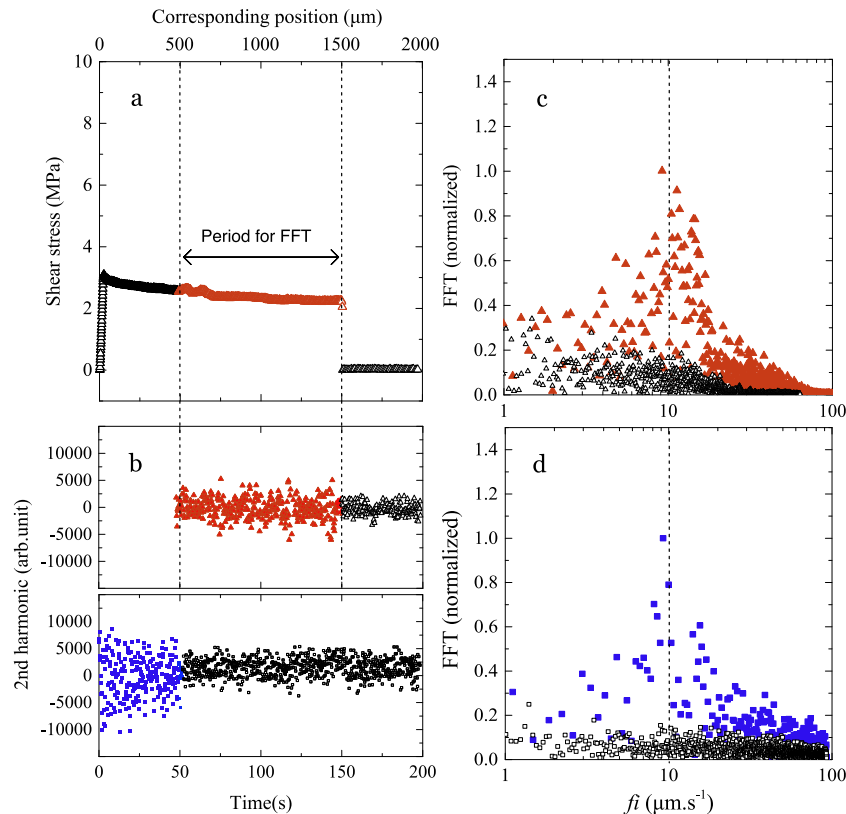 Corresponding position (μm)
0 500 1000 1500 2000
10
8
6
4
2
0
Shear stress (MPa)
a
Period for FFT
10000
5000
0
-5000
-10000
b
10000
5000
0
-5000
-10000
2nd harmonic (arb.unit)
0 50 100 150 200
Time(s)
1.4
1.2
1.0
0.8
0.6
0.4
0.2
0.0
FFT (normalized)
c
1 10 100
1.4
1.2
1.0
0.8
0.6
0.4
0.2
0.0
FFT (normalized)
d
1 10 100
fi (μm.s⁻¹)